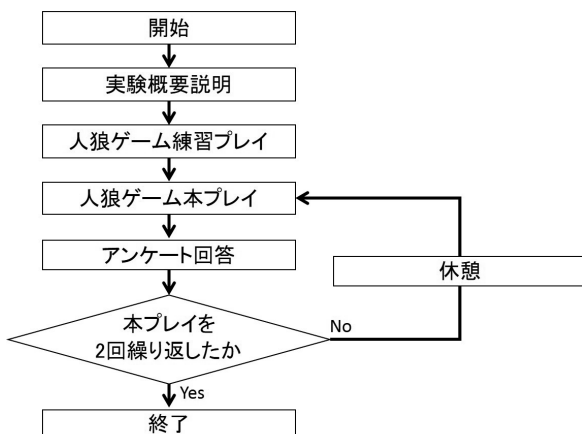 開始
実験概要説明
人狼ゲーム練習プレイ
人狼ゲーム本プレイ
アンケート回答
休憩
本プレイを
2回繰り返したか
No
Yes
終了